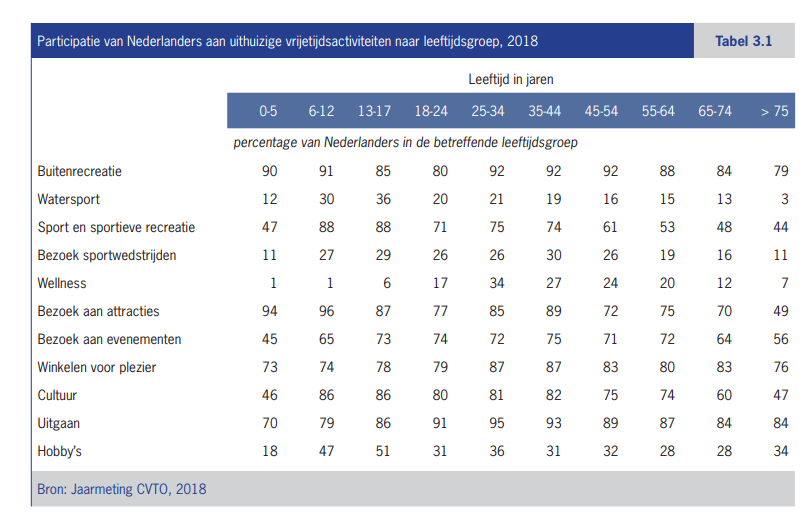 Participatie van Nederlanders aan uithuizige vrijetijdsactiviteiten naar leeftijdsgroep, 2018 Tabel 3.1
Leeftijd in jaren
0-5 6-12 13-17 18-24 25-34 35-44 45-54 55-64 65-74 > 75
percentage van Nederlanders in de betreffende leeftijdsgroep
Buitenrecreatie 90 91 85 80 92 92 92 88 84 79
Watersport 12 30 36 20 21 19 16 15 13 3
Sport en sportieve recreatie 47 88 88 71 75 74 61 53 48 44
Bezoek sportwedstrijden 11 27 29 26 26 30 26 19 16 11
Wellness 1 1 6 17 34 27 24 20 12 7
Bezoek aan attracties 94 96 87 77 85 89 72 75 70 49
Bezoek aan evenementen 45 65 73 74 72 75 71 72 64 56
Winkelen voor plezier 73 74 78 79 87 87 83 80 83 76
Cultuur 46 86 86 80 81 82 75 74 60 47
Uitgaan 70 79 86 91 95 93 89 87 84 84
Hobby's 18 47 51 31 36 31 32 28 28 34
Bron: Jaarmeting CVTO, 2018